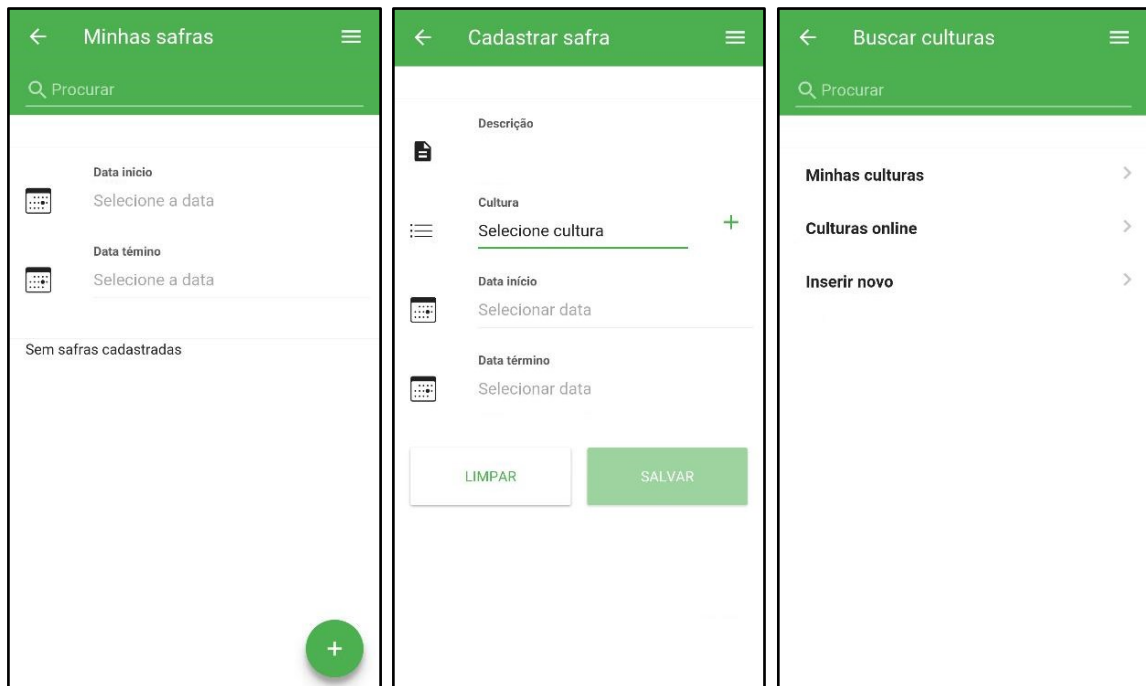 Minhas safras
Procurar
Data inicio
Selecione a data
Data témino
Selecione a data
Sem safras cadastradas
Cadastrar safra
Descrição
Cultura
Selecione cultura
Data início
Selecionar data
Data término
Selecionar data
LIMPAR
SALVAR
Buscar culturas
Procurar
Minhas culturas
Culturas online
Inserir novo